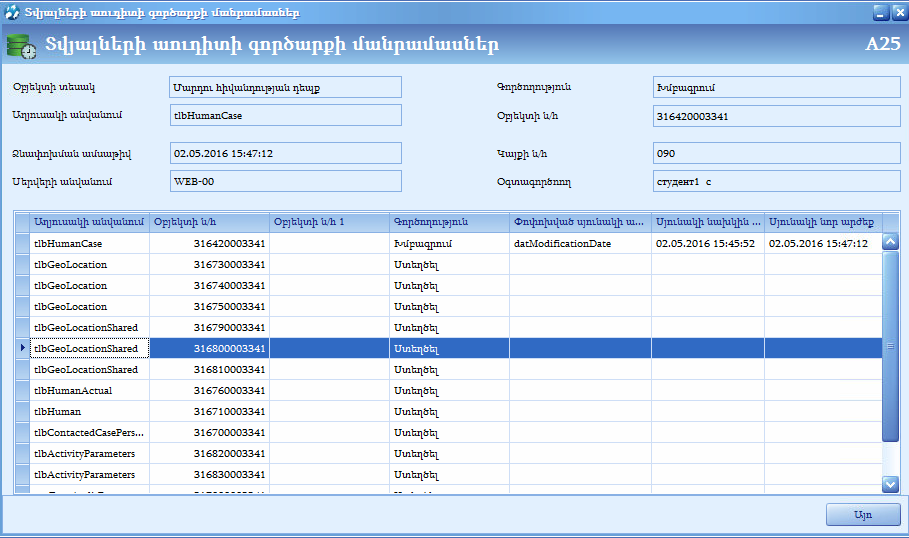 Տվյալների աուդիտի գործարքի մանրամասներ
Տվյալների աուդիտի գործարքի մանրամասներ A25
Օբյեկտի տեսակ Մարդու հիվանդության դեպք Գործողություն Խմբագրում
Աղյուսակի անվանում tlbHumanCase Օբյեկտի ն/հ 316420003341
Ձևափոխման ամսաթիվ 02.05.2016 15:47:12 Կայքի ն/հ 090
Սերվերի անվանում WEB-00 Օգտագործող студент1 с
Աղյուսակի անվանում Օբյեկտի ն/հ Օբյեկտի ն/հ 1 Գործողություն Փոփոխված սյունակի ա... Սյունակի նախկին ... Սյունակի նոր արժեք
tlbHumanCase 316420003341 Խմբագրում datModificationDate 02.05.2016 15:45:52 02.05.2016 15:47:12
tlbGeoLocation 316730003341 Ստեղծել
tlbGeoLocation 316740003341 Ստեղծել
tlbGeoLocation 316750003341 Ստեղծել
tlbGeoLocationShared 316790003341 Ստեղծել
tlbGeoLocationShared 316800003341 Ստեղծել
tlbGeoLocationShared 316810003341 Ստեղծել
tlbHumanActual 316760003341 Ստեղծել
tlbHuman 316710003341 Ստեղծել
tlbContactedCasePers... 316700003341 Ստեղծել
tlbActivityParameters 316820003341 Ստեղծել
tlbActivityParameters 316830003341 Ստեղծել
Այո